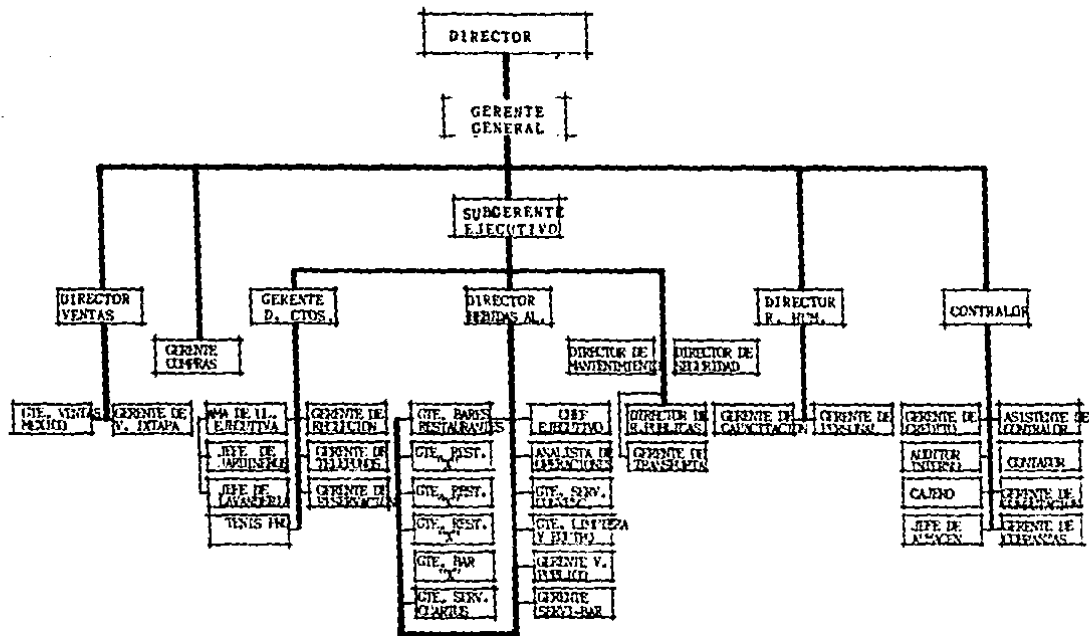 DIRECTOR
GERENTE
GENERAL
SUBGERENTE
EJECUTIVO
DIRECTOR
VENTAS
GERENTE
D. CTOS.
DIRECTOR
BEBIDAS AL.
DIRECTOR
R. HUM.
CONTRALOR
GERENTE
COMPRAS
DIRECTOR DE
MANTENIMIENTO
DIRECTOR DE
SEGURIDAD
GTE. VENTAS
MEXICO
GERENTE DE
V. IXTAPA
AMA DE LL.
EJECUTIVA
GERENTE DE
RECEPCION
GTE. BARES
RESTAURANTES
CHEF
EJECUTIVO
DIRECTOR DE
R.PUBLICAS
GERENTE DE
CAPACITACION
GERENTE DE
PERSONAL
GERENTE DE
CREDITO
ASISTENTE DE
CONTRALOR
JEFE DE
JARDINEROS
GERENTE DE
TELEFONOS
GTE. REST.
"X"
ANALISTA DE
OPERACIONES
GERENTE DE
AUDITOR
INTERNO
CONTADOR
JEFE DE
LAVANDERIA
GERENTE DE
GTE. REST.
"X"
GTE. SERV.
CAJERO
GERENTE DE
TENIS PRO
GTE. REST.
"X"
GTE. LIMPIEZA
Y EQUIPO
JEFE DE
ALMACEN
GERENTE DE
COBRANZAS
GTE. BAR
"X"
GERENTE V.
PUBLICO
GTE. SERV.
CUARTOS
GERENTE
SERVI-BAR